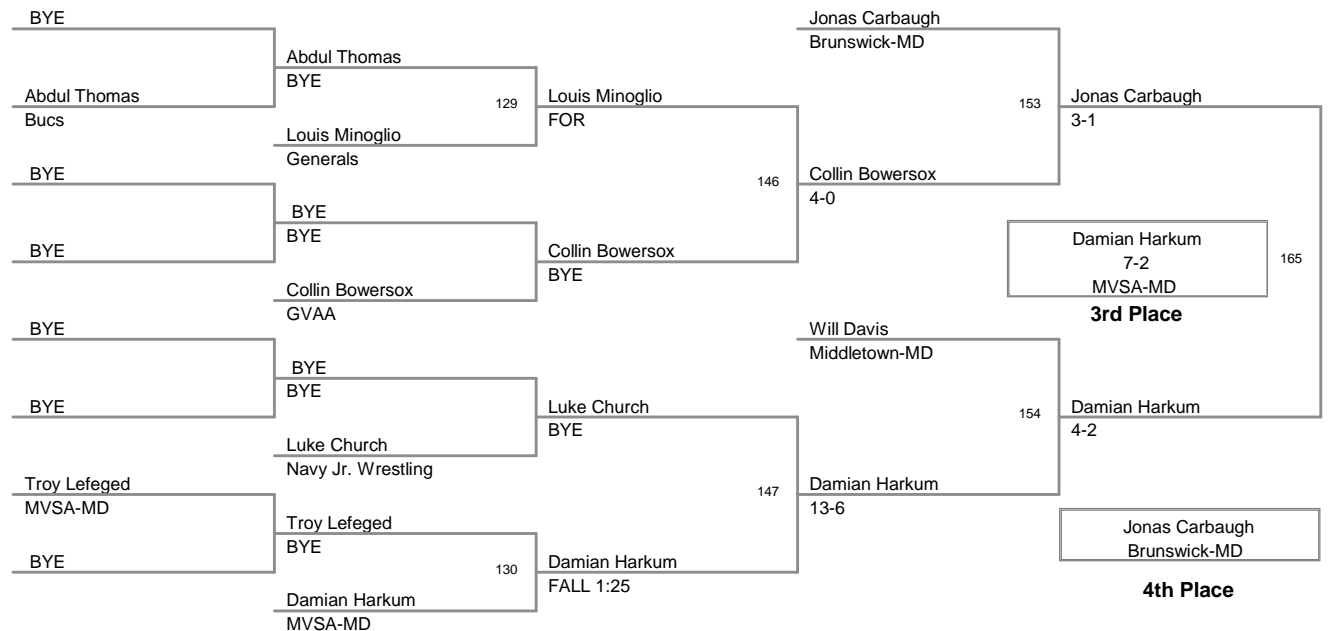 BYE
Abdul Thomas
Bucs
BYE
BYE
BYE
BYE
Troy Lefeged
MVSA-MD
BYE
Abdul Thomas
BYE
129
Louis Minoglio
Generals
BYE
BYE
Collin Bowersox
GVAA
BYE
BYE
Luke Church
Navy Jr. Wrestling
Troy Lefeged
BYE
130
Damian Harkum
MVSA-MD
Louis Minoglio
FOR
146
Collin Bowersox
BYE
Luke Church
BYE
147
Damian Harkum
FALL 1:25
Jonas Carbaugh
Brunswick-MD
153
Collin Bowersox
4-0
Will Davis
Middletown-MD
154
Damian Harkum
13-6
Jonas Carbaugh
3-1
Damian Harkum
7-2
MVSA-MD
165
3rd Place
Damian Harkum
4-2
Jonas Carbaugh
Brunswick-MD
4th Place